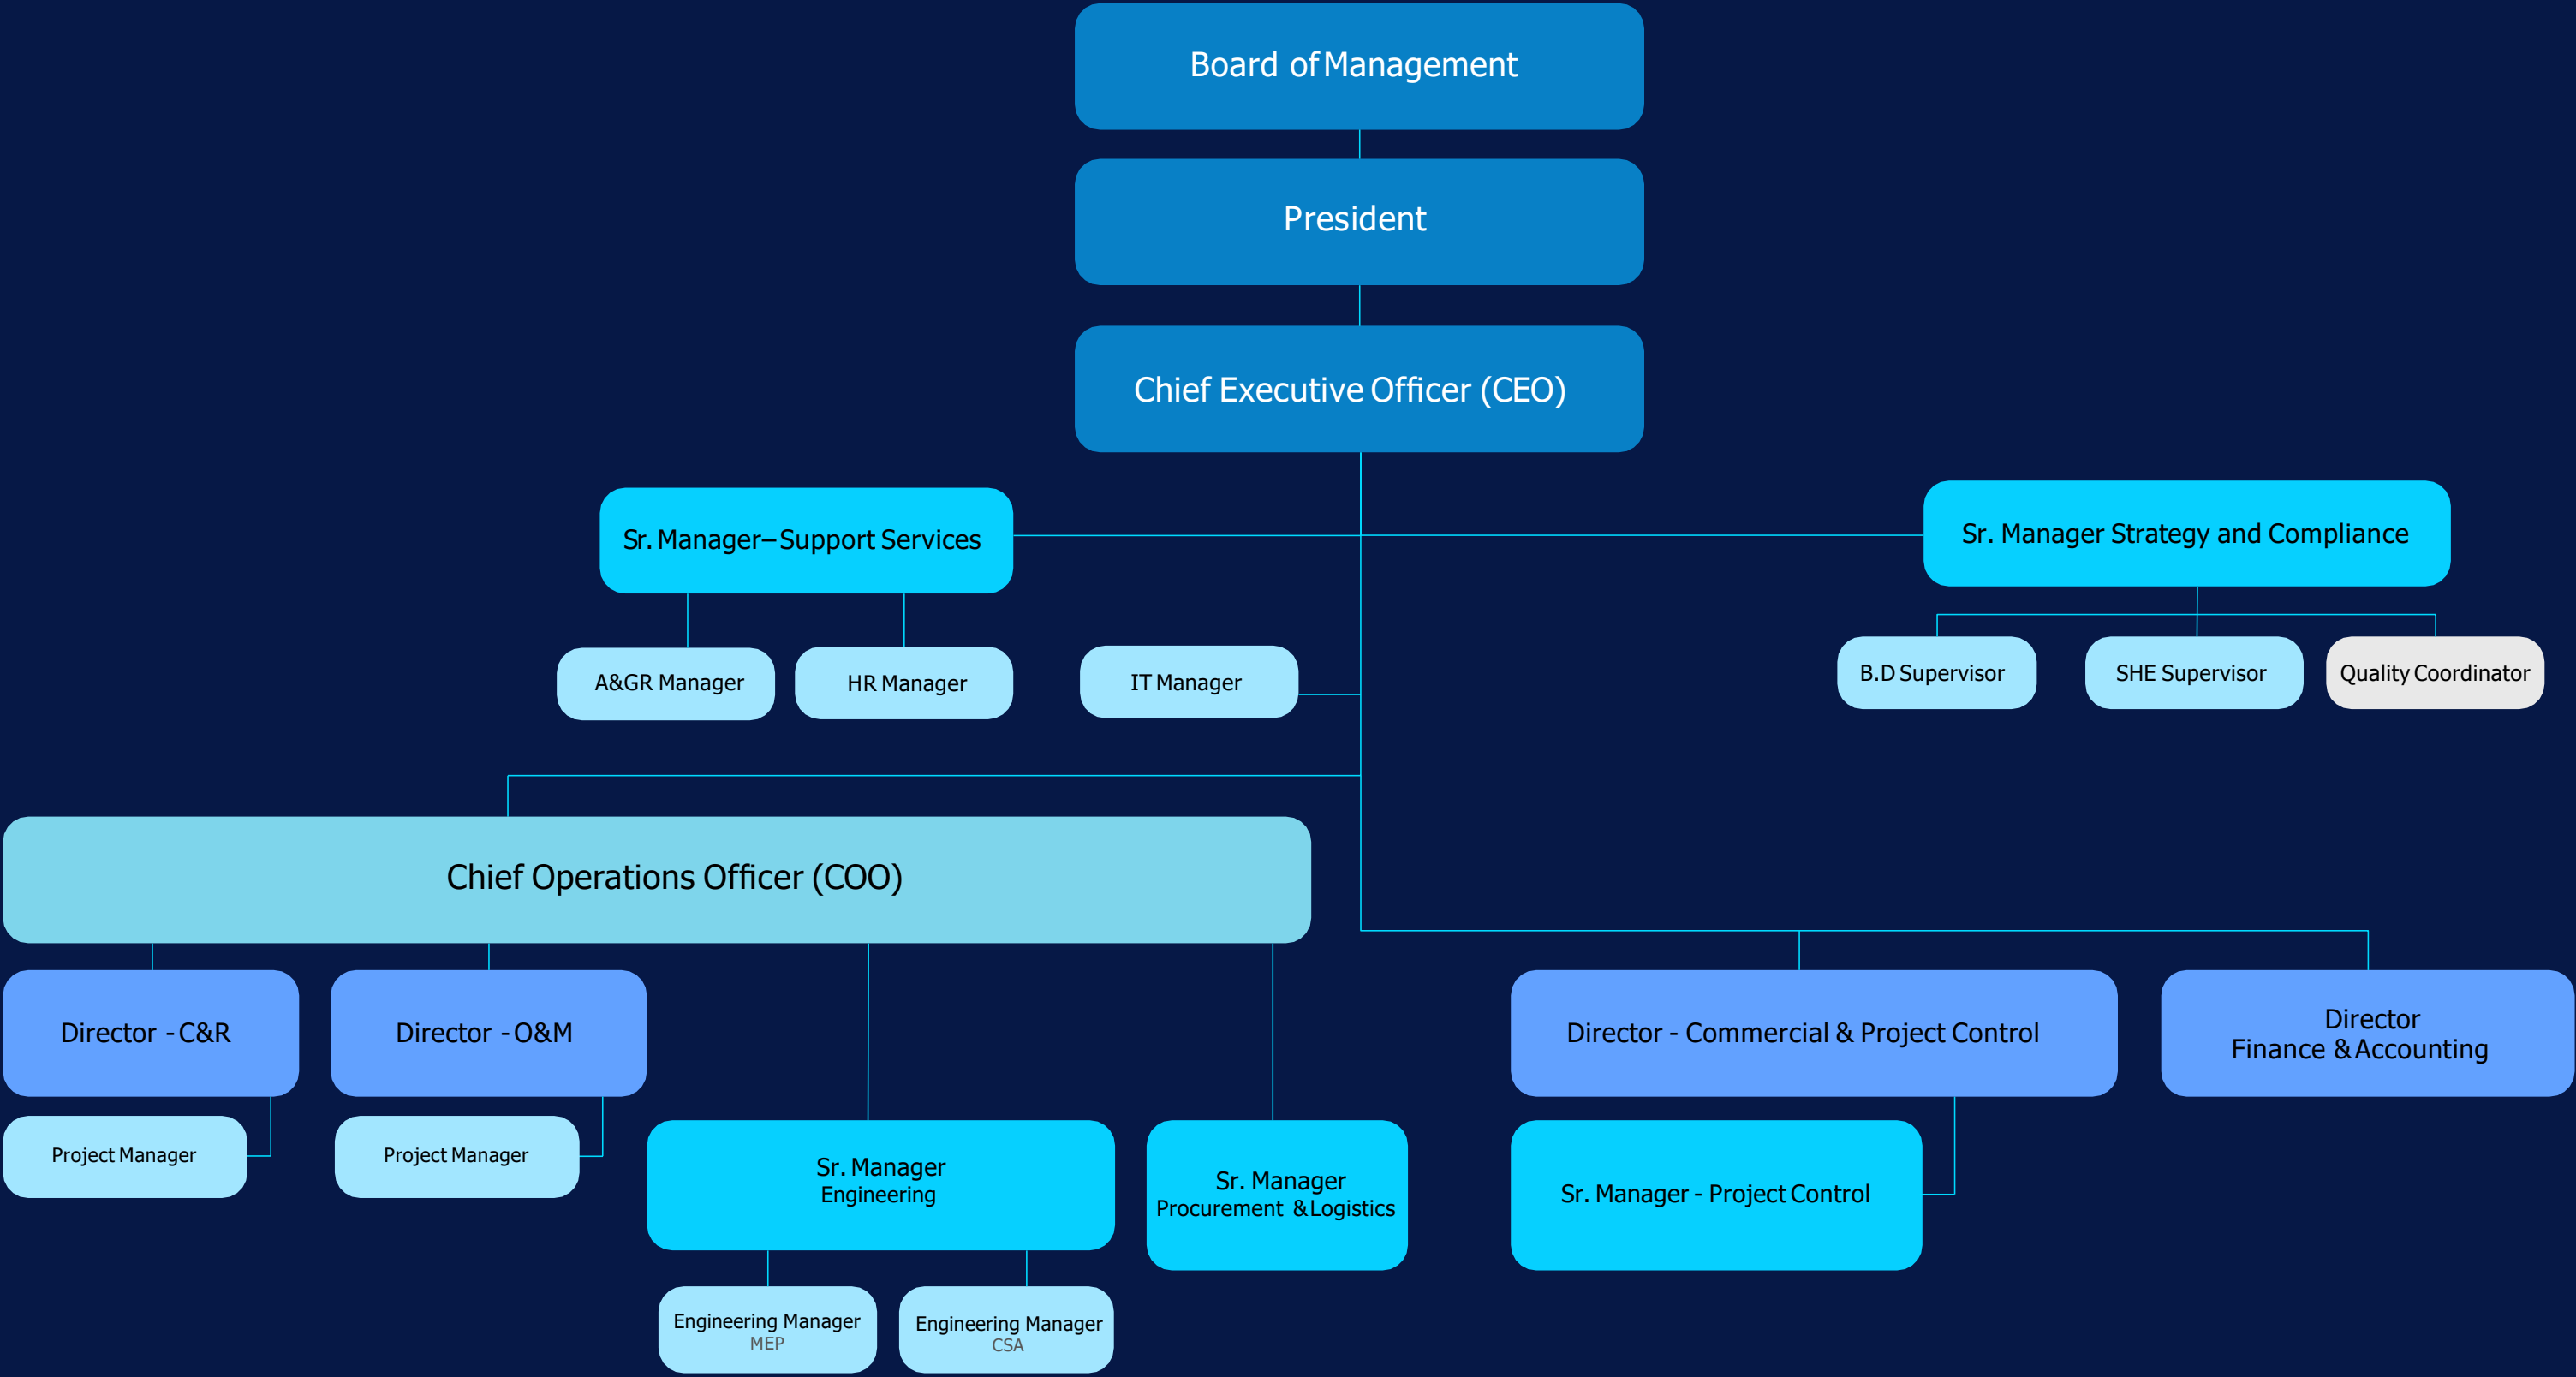 Board of Management
President
Chief Executive Officer (CEO)
Sr. Manager–Support Services
Sr. Manager Strategy and Compliance
A&GR Manager
HR Manager
IT Manager
B.D Supervisor
SHE Supervisor
Quality Coordinator
Chief Operations Officer (COO)
Director - C&R
Director - O&M
Director - Commercial & Project Control
Director
Finance & Accounting
Project Manager
Project Manager
Sr. Manager
Engineering
Sr. Manager
Procurement & Logistics
Sr. Manager - Project Control
Engineering Manager
MEP
Engineering Manager
CSA